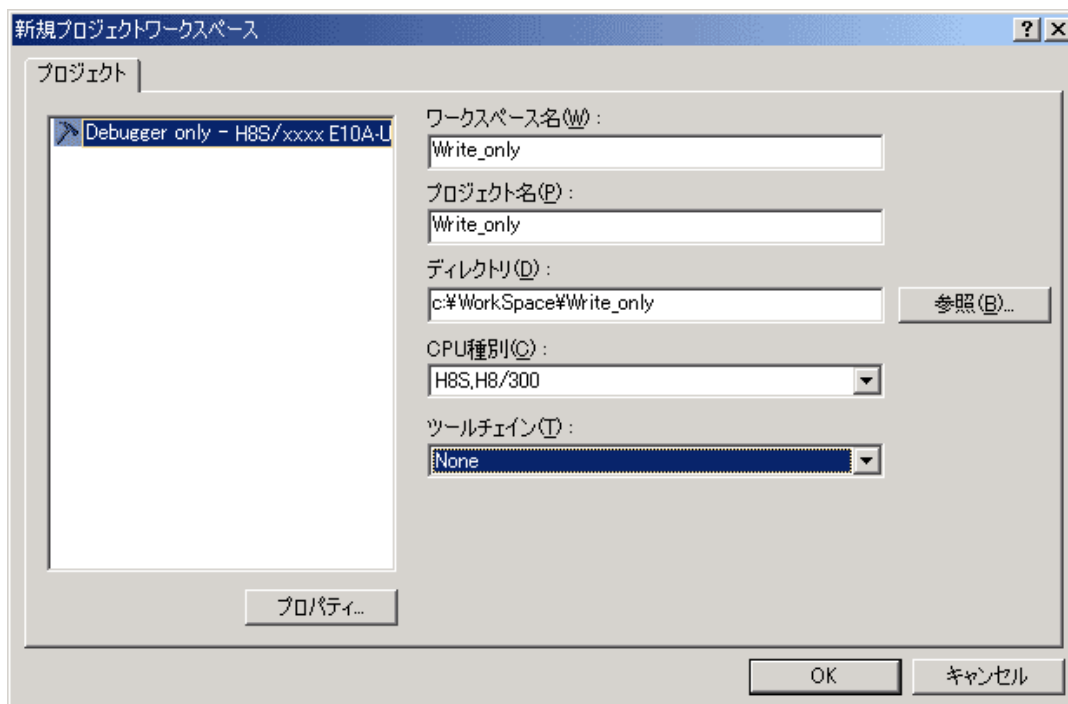 新規プロジェクトワークスペース
プロジェクト
Debugger only - H8S/xxxx E10A-U
ワークスペース名(W):
Write_only
プロジェクト名(P):
Write_only
ディレクトリ(D):
c:¥WorkSpace¥Write_only
参照(B)...
CPU種別(C):
H8S,H8/300
ツールチェイン(T):
None
プロパティ...
OK
キャンセル